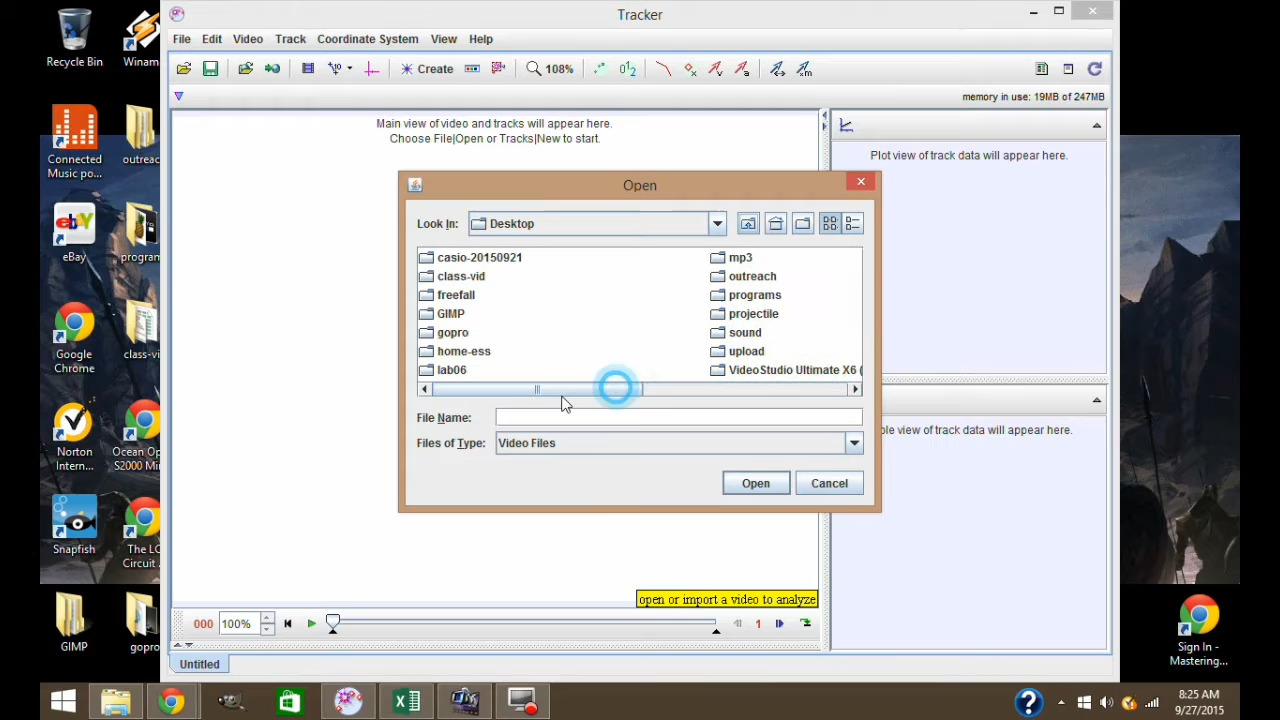 Tracker
File Edit Video Track Coordinate System View Help
Create 108%
memory in use: 19MB of 247MB
Main view of video and tracks will appear here.
Choose File|Open or Tracks|New to start.
Plot view of track data will appear here.
Open
Look In: Desktop
casio-20150921 mp3
class-vid outreach
freefall programs
GIMP projectile
gopro sound
home-ess upload
lab06 VideoStudio Ultimate X6 (
File Name:
Files of Type: Video Files
Open Cancel
ble view of track data will appear here.
open or import a video to analyze
000 100% 1
Untitled
Recycle Bin
Winam
Connected
Music po...
outreac
eBay
program
Google
Chrome
class-vi
Norton
Intern...
Ocean Op
S2000 Mi
Snapfish
The LC
Circuit
GIMP
gopro
Sign In -
Mastering...
8:25 AM
9/27/2015